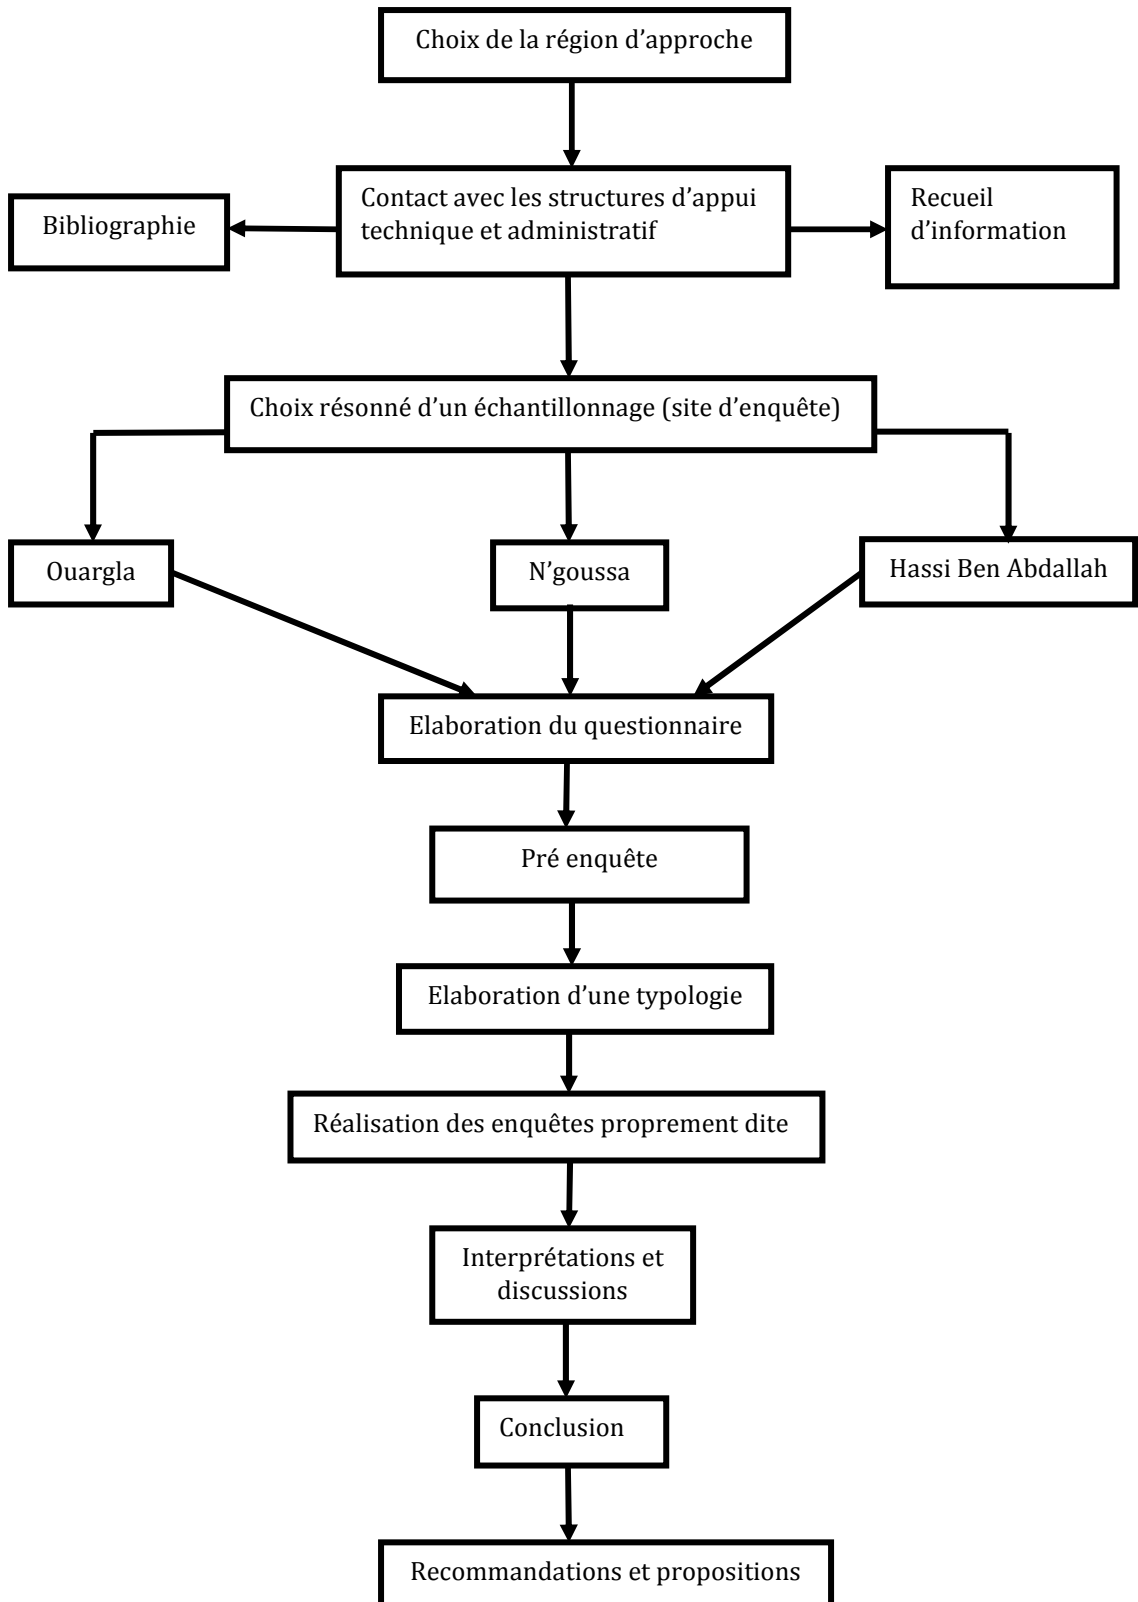 Choix de la région d’approche
Bibliographie
Contact avec les structures d’appui
technique et administratif
Recueil
d’information
Choix résonné d’un échantillonnage (site d’enquête)
Ouargla
N’goussa
Hassi Ben Abdallah
Elaboration du questionnaire
Pré enquête
Elaboration d’une typologie
Réalisation des enquêtes proprement dite
Interprétations et
discussions
Conclusion
Recommandations et propositions